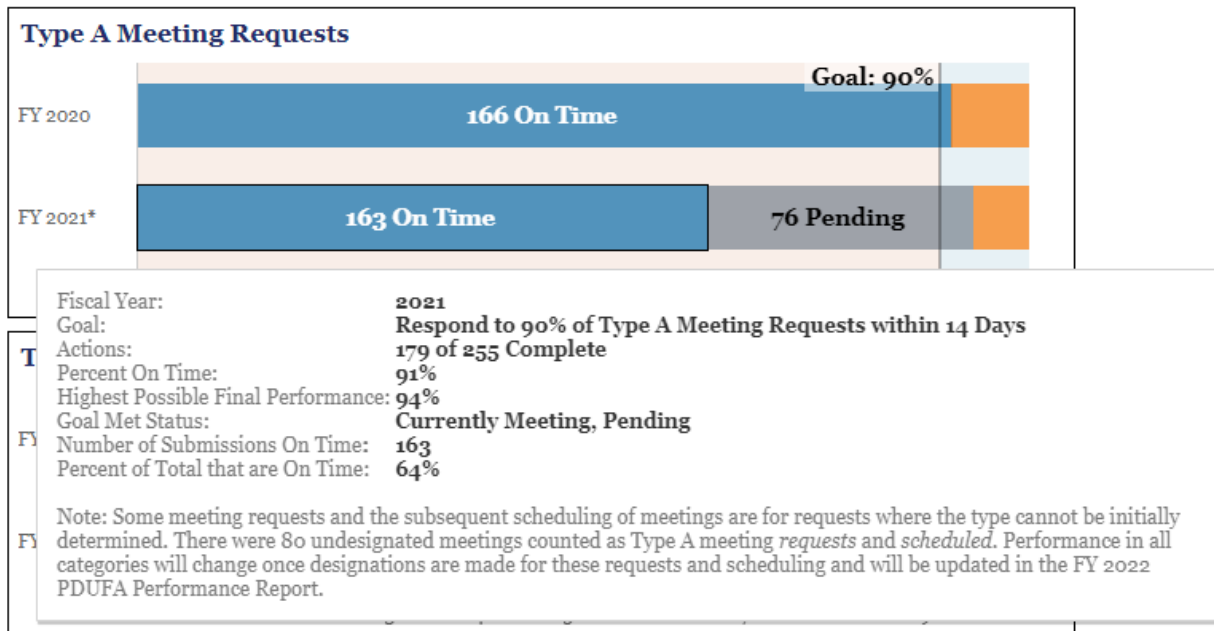 Type A Meeting Requests
Goal: 90%
FY 2020
166 On Time
FY 2021*
163 On Time
76 Pending
Fiscal Year: 2021
Goal: Respond to 90% of Type A Meeting Requests within 14 Days
Actions: 179 of 255 Complete
Percent On Time: 91%
Highest Possible Final Performance: 94%
Goal Met Status: Currently Meeting, Pending
Number of Submissions On Time: 163
Percent of Total that are On Time: 64%
Note: Some meeting requests and the subsequent scheduling of meetings are for requests where the type cannot be initially
determined. There were 80 undesignated meetings counted as Type A meeting requests and scheduled. Performance in all
categories will change once designations are made for these requests and scheduling and will be updated in the FY 2022
PDUFA Performance Report.
T
FY
FY